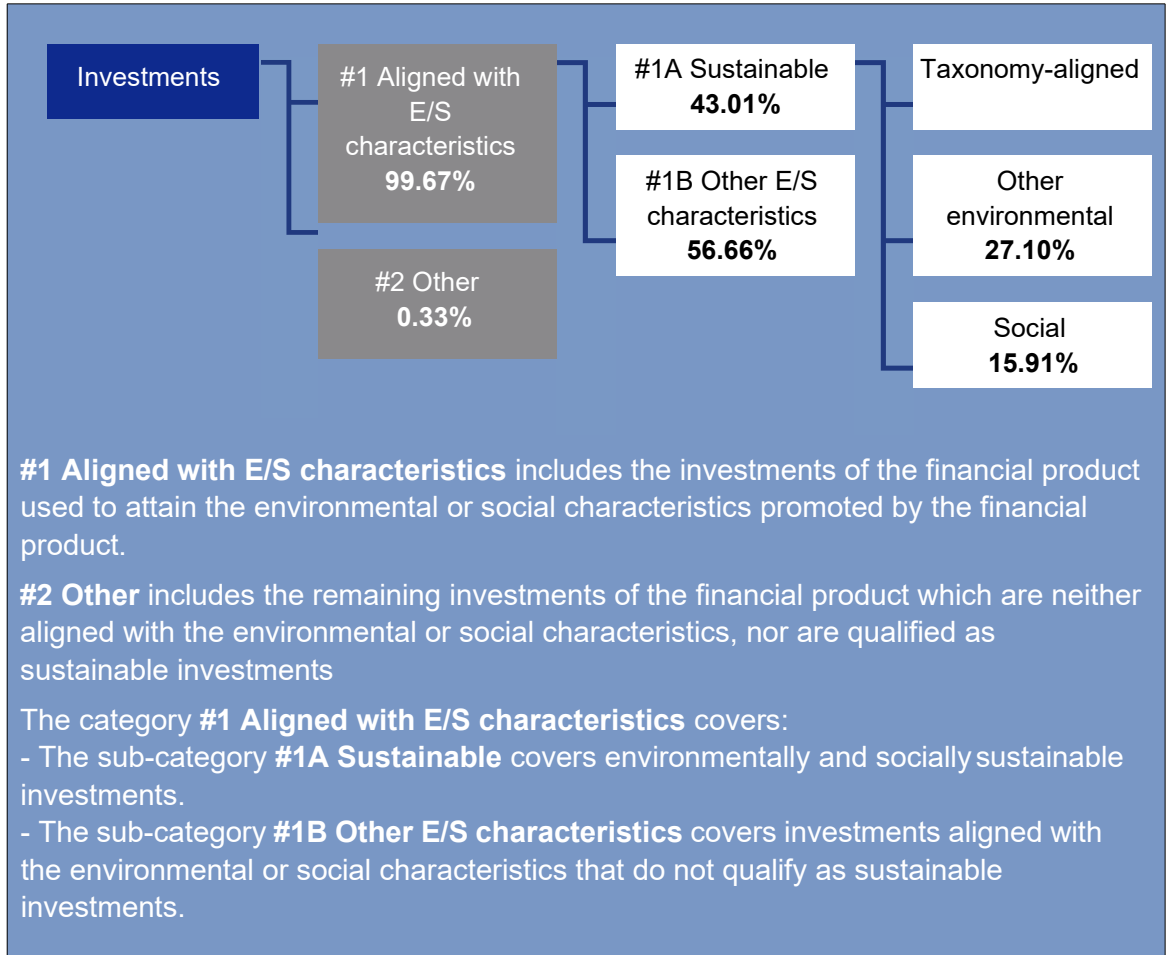 Investments
#1 Aligned with
E/S
characteristics
99.67%
#2 Other
0.33%
#1A Sustainable
43.01%
#1B Other E/S
characteristics
56.66%
Taxonomy-aligned
Other
environmental
27.10%
Social
15.91%
#1 Aligned with E/S characteristics includes the investments of the financial product
used to attain the environmental or social characteristics promoted by the financial
product.
#2 Other includes the remaining investments of the financial product which are neither
aligned with the environmental or social characteristics, nor are qualified as
sustainable investments
The category #1 Aligned with E/S characteristics covers:
- The sub-category #1A Sustainable covers environmentally and socially sustainable
investments.
- The sub-category #1B Other E/S characteristics covers investments aligned with
the environmental or social characteristics that do not qualify as sustainable
investments.